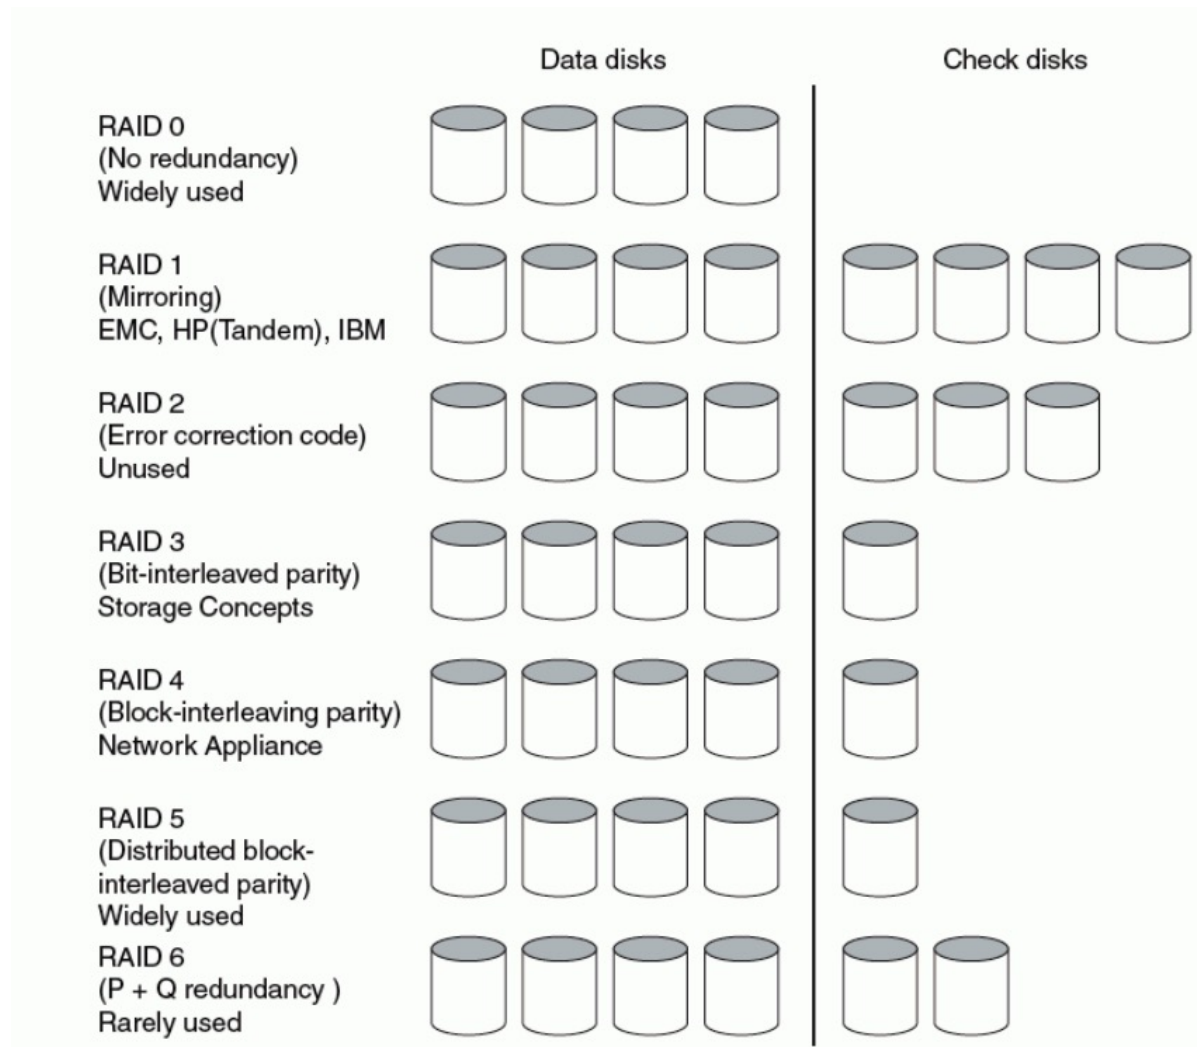 Data disks
Check disks
RAID 0
(No redundancy)
Widely used
RAID 1
(Mirroring)
EMC, HP(Tandem), IBM
RAID 2
(Error correction code)
Unused
RAID 3
(Bit-interleaved parity)
Storage Concepts
RAID 4
(Block-interleaving parity)
Network Appliance
RAID 5
(Distributed block-
interleaved parity)
Widely used
RAID 6
(P + Q redundancy )
Rarely used